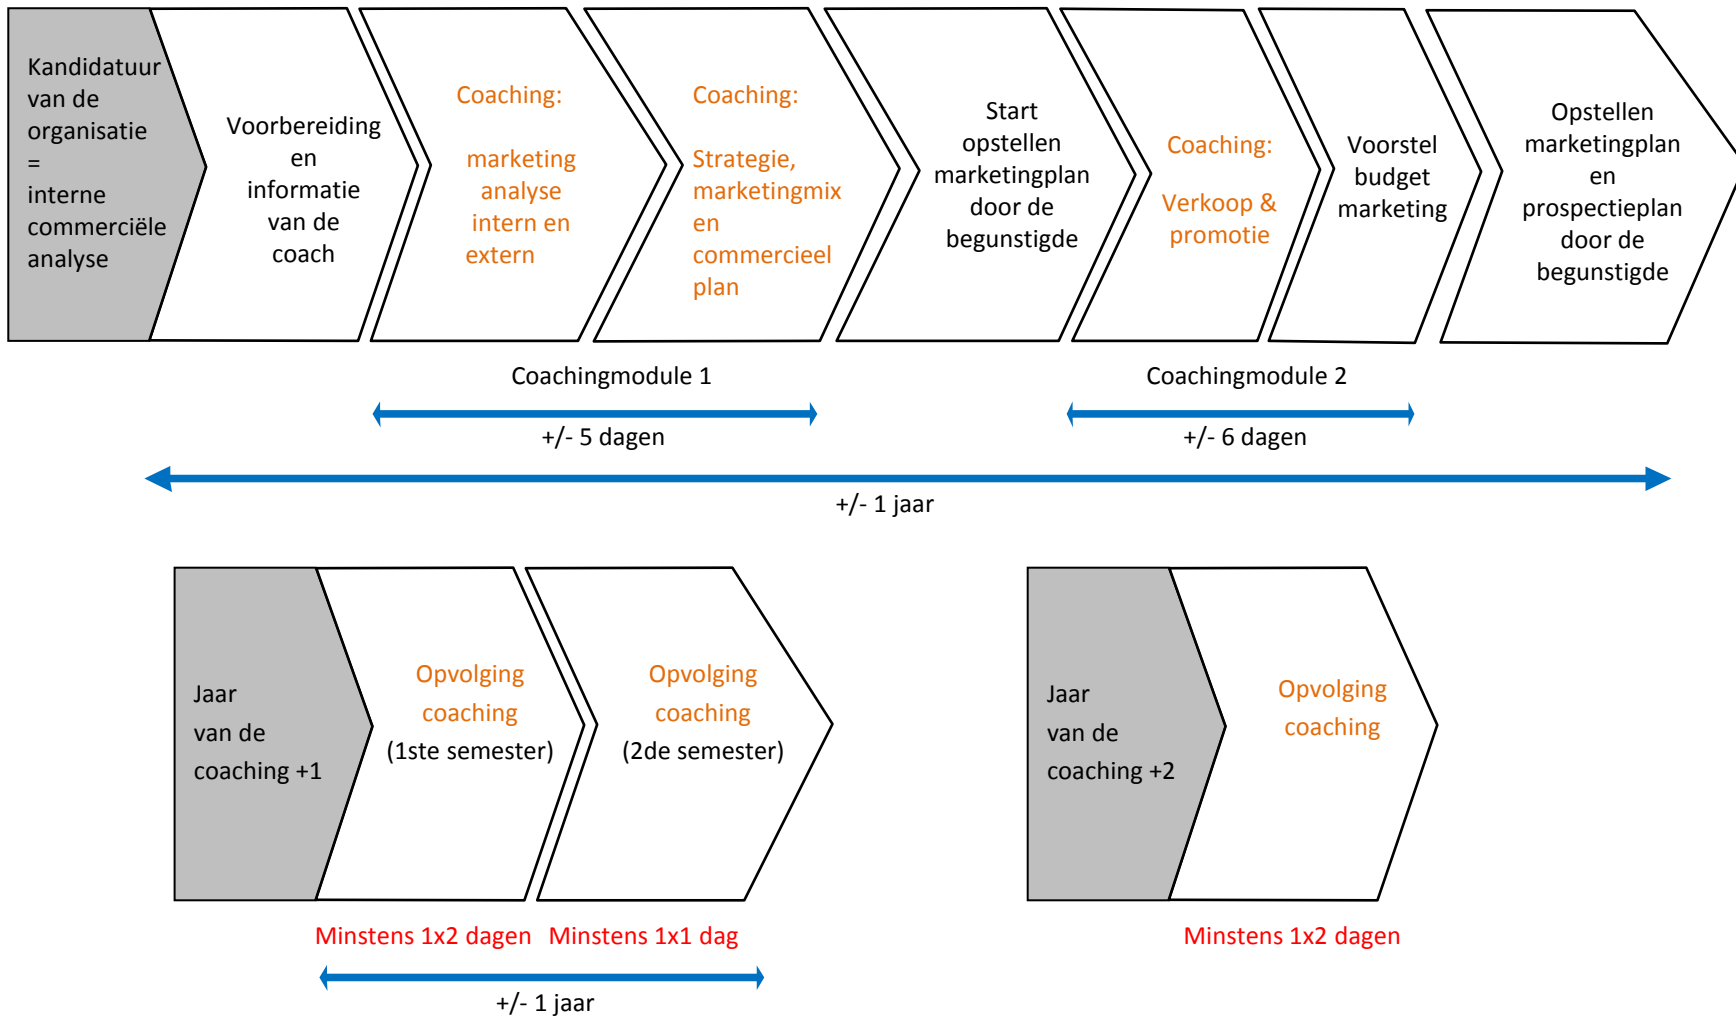 Kandidatuur
van de
organisatie
=
interne
commerciële
analyse
Voorbereiding
en
informatie
van de
coach
Coaching:
marketing
analyse
intern en
extern
Coaching:
Strategie,
marketingmix
en
commercieel
plan
Start
opstellen
marketingplan
door de
begunstigde
Coaching:
Verkoop &
promotie
Voorstel
budget
marketing
Opstellen
marketingplan
en
prospectieplan
door de
begunstigde
Coachingmodule 1
+/- 5 dagen
Coachingmodule 2
+/- 6 dagen
+/- 1 jaar
Jaar
van de
coaching +1
Opvolging
coaching
(1ste semester)
Opvolging
coaching
(2de semester)
Minstens 1x2 dagen
Minstens 1x1 dag
+/- 1 jaar
Jaar
van de
coaching +2
Opvolging
coaching
Minstens 1x2 dagen